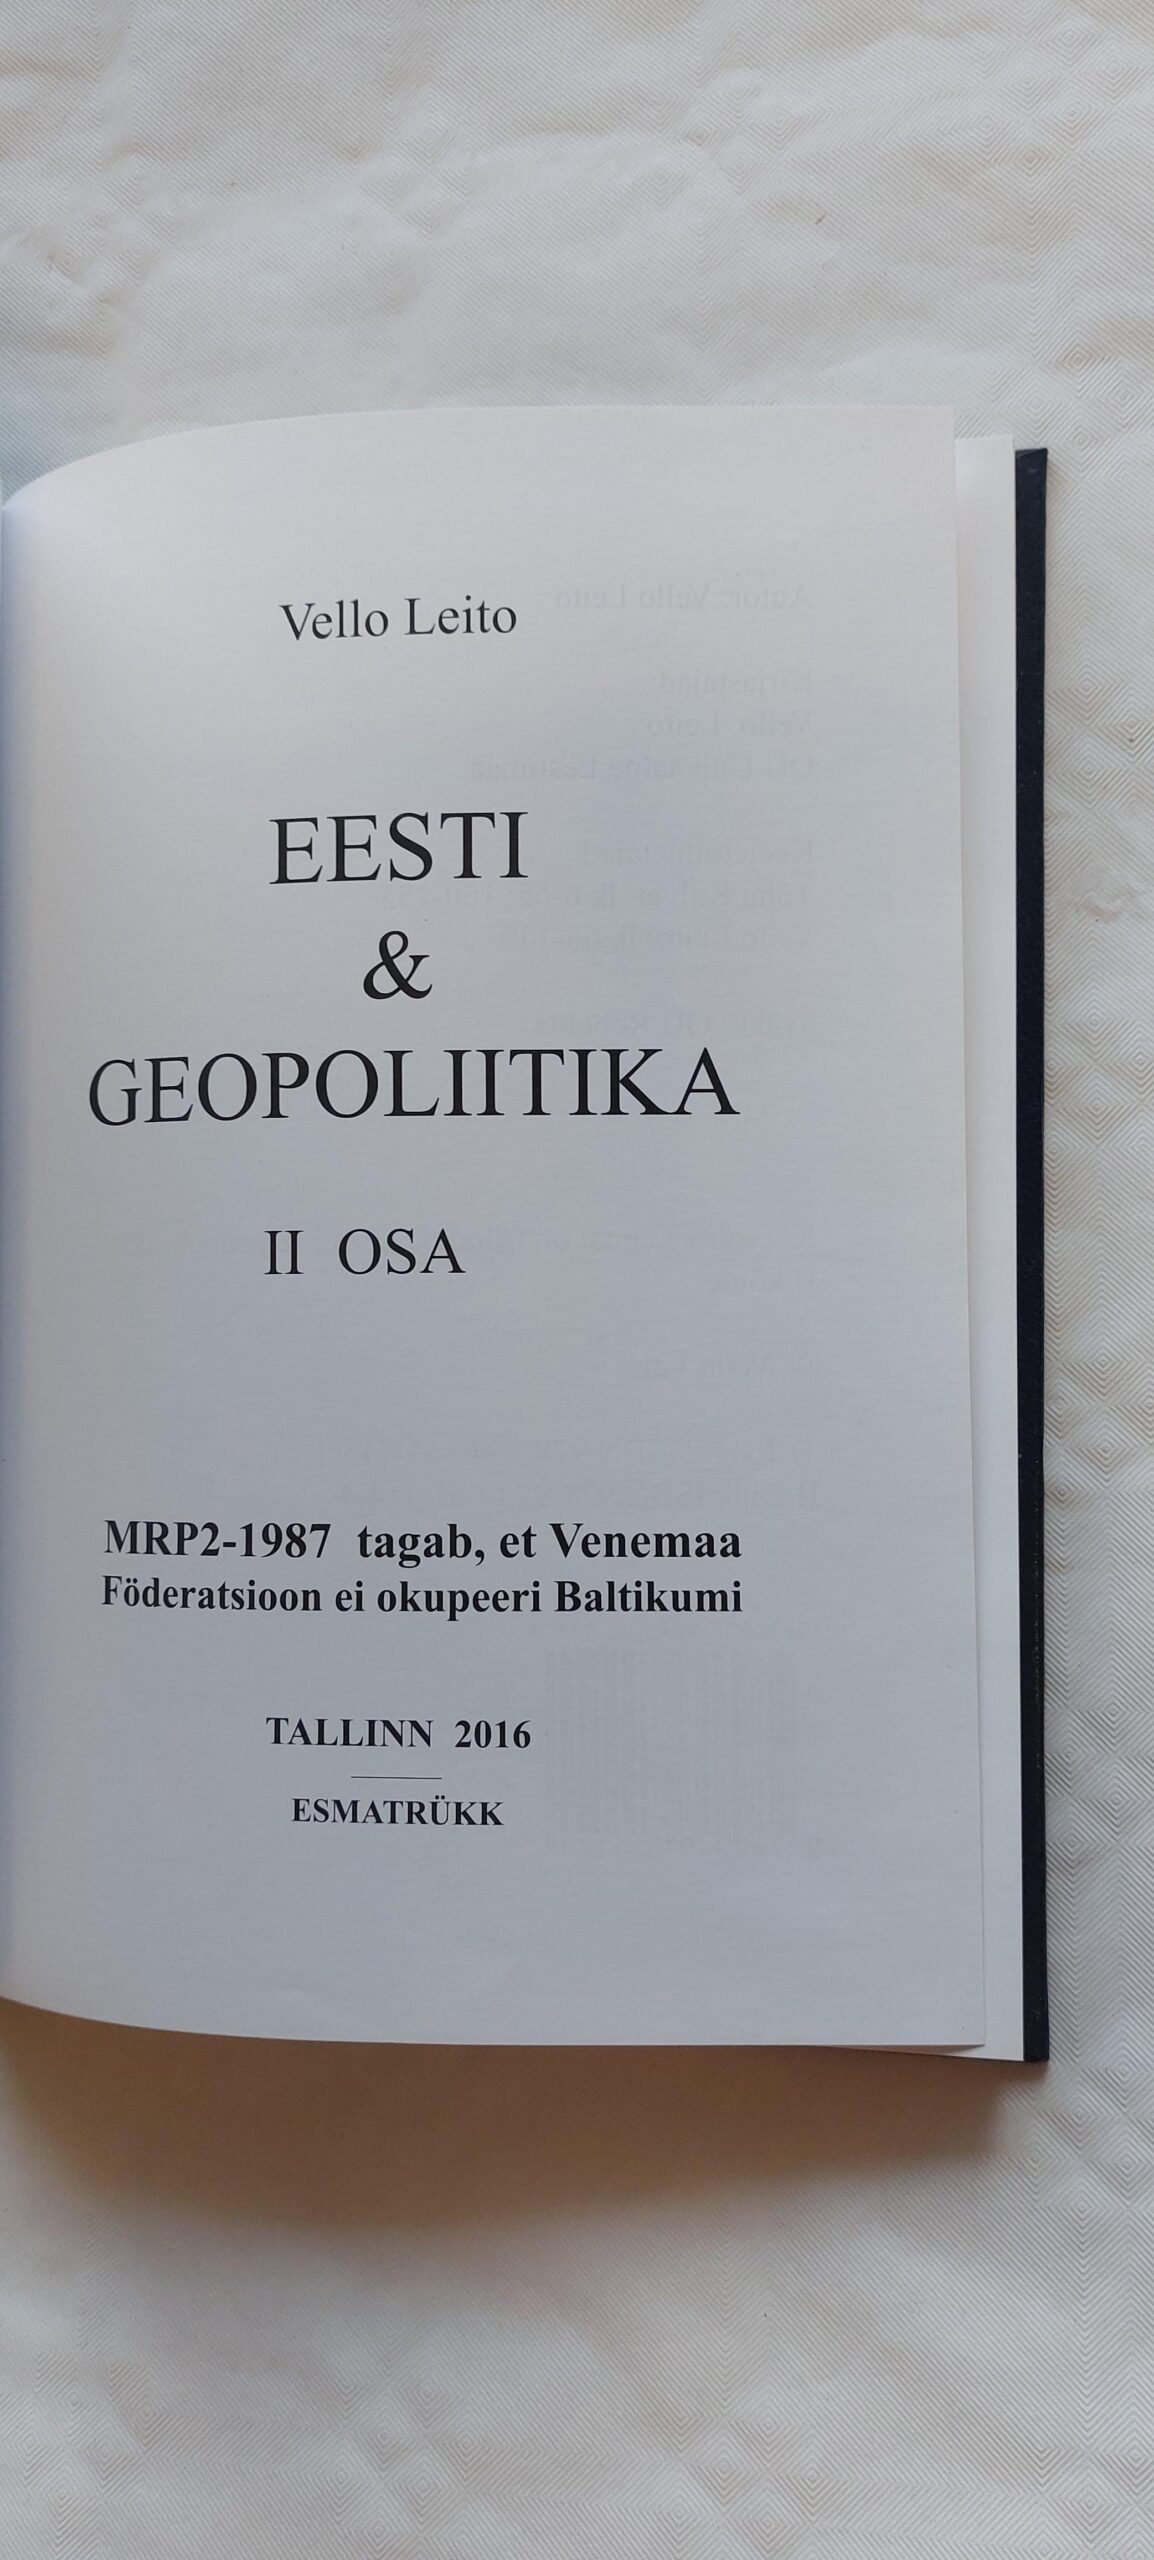 Vello Leito
EESTI
&
GEOPOLIITIKA
II OSA
MRP2-1987 tagab, et Venemaa
Föderatsioon ei okupeeri Baltikumi
TALLINN 2016
ESMATRÜKK